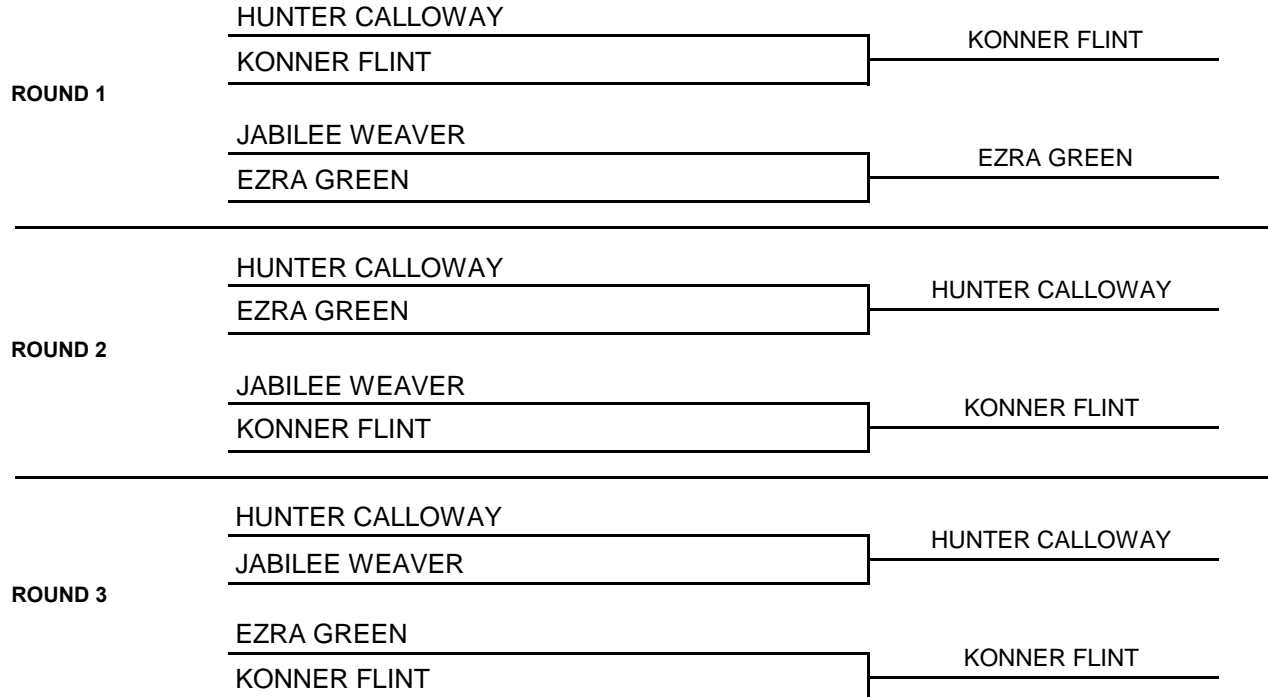 HUNTER CALLOWAY
KONNER FLINT
KONNER FLINT
ROUND 1
JABILEE WEAVER
EZRA GREEN
EZRA GREEN
HUNTER CALLOWAY
HUNTER CALLOWAY
EZRA GREEN
ROUND 2
JABILEE WEAVER
KONNER FLINT
KONNER FLINT
HUNTER CALLOWAY
HUNTER CALLOWAY
JABILEE WEAVER
ROUND 3
EZRA GREEN
KONNER FLINT
KONNER FLINT